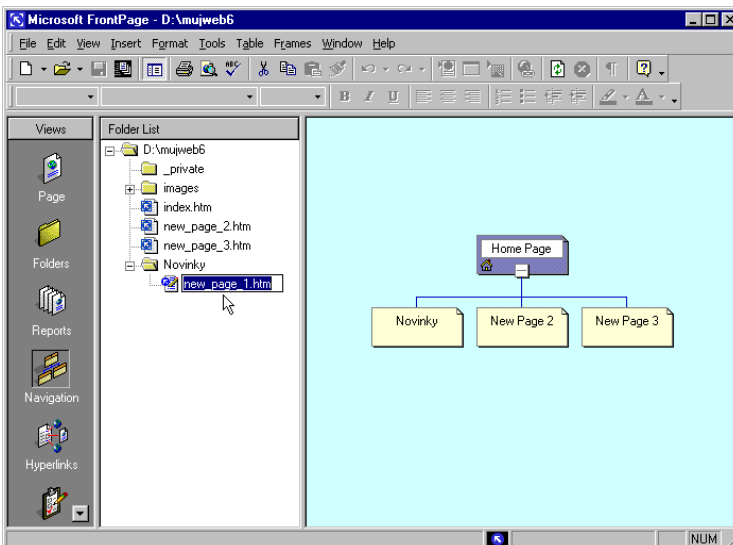 Microsoft FrontPage - D:\mujweb6
File Edit View Insert Format Tools Table Frames Window Help
ABC
B I U A
Views
Folder List
D:\mujweb6
_private
images
index.htm
new_page_2.htm
new_page_3.htm
Novinky
new_page_1.htm
Page
Folders
Reports
Navigation
Hyperlinks
Home Page
Novinky
New Page 2
New Page 3
NUM